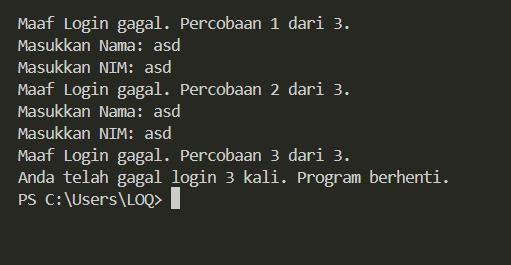 Maaf Login gagal. Percobaan 1 dari 3.
Masukkan Nama: asd
Masukkan NIM: asd
Maaf Login gagal. Percobaan 2 dari 3.
Masukkan Nama: asd
Masukkan NIM: asd
Maaf Login gagal. Percobaan 3 dari 3.
Anda telah gagal login 3 kali. Program berhenti.
PS C:\Users\LOQ>